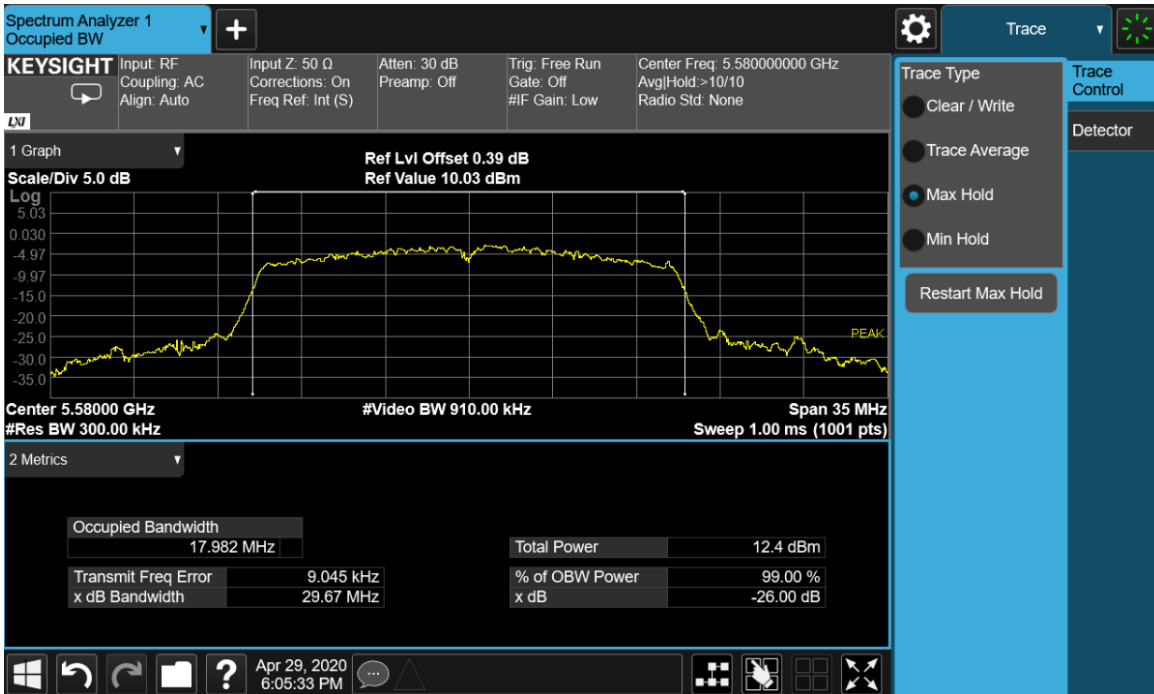 Spectrum Analyzer 1
Occupied BW
+
Trace
KEYSIGHT
LXI
Input: RF
Coupling: AC
Align: Auto
Input Z: 50 Ω
Corrections: On
Freq Ref: Int (S)
Atten: 30 dB
Preamp: Off
Trig: Free Run
Gate: Off
#IF Gain: Low
Center Freq: 5.580000000 GHz
Avg|Hold:>10/10
Radio Std: None
Trace Type
Clear / Write
Trace Average
Max Hold
Min Hold
Restart Max Hold
Trace
Control
Detector
1 Graph
Scale/Div 5.0 dB
Ref Lvl Offset 0.39 dB
Ref Value 10.03 dBm
Log
5.03
0.030
-4.97
-9.97
-15.0
-20.0
-25.0
-30.0
-35.0
PEAK
Center 5.58000 GHz
#Video BW 910.00 kHz
Span 35 MHz
#Res BW 300.00 kHz
Sweep 1.00 ms (1001 pts)
2 Metrics
Occupied Bandwidth
17.982 MHz
Total Power 12.4 dBm
Transmit Freq Error 9.045 kHz
% of OBW Power 99.00 %
x dB Bandwidth 29.67 MHz
x dB -26.00 dB
?
Apr 29, 2020
6:05:33 PM